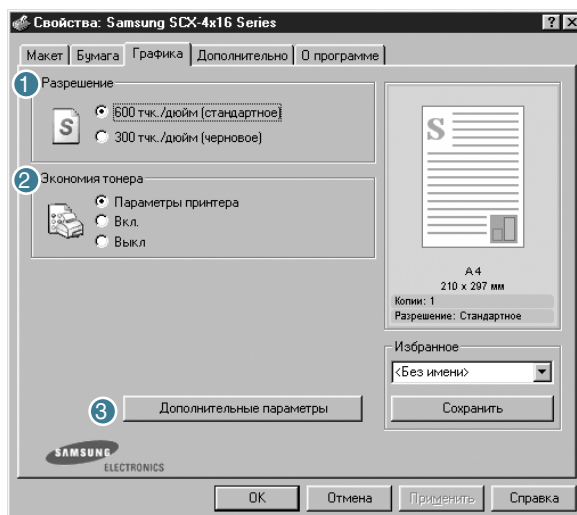 Свойства: Samsung SCX-4x16 Series
Макет Бумага Графика Дополнительно О программе
1 Разрешение
S
600 тчк./дюйм (стандартное)
300 тчк./дюйм (черновое)
2 Экономия тонера
Параметры принтера
Вкл.
Выкл
S
A4
210 x 297 мм
Копии: 1
Разрешение: Стандартное
Избранное
<Без имени>
3 Дополнительные параметры
Сохранить
SAMSUNG
ELECTRONICS
OK Отмена Применить Справка